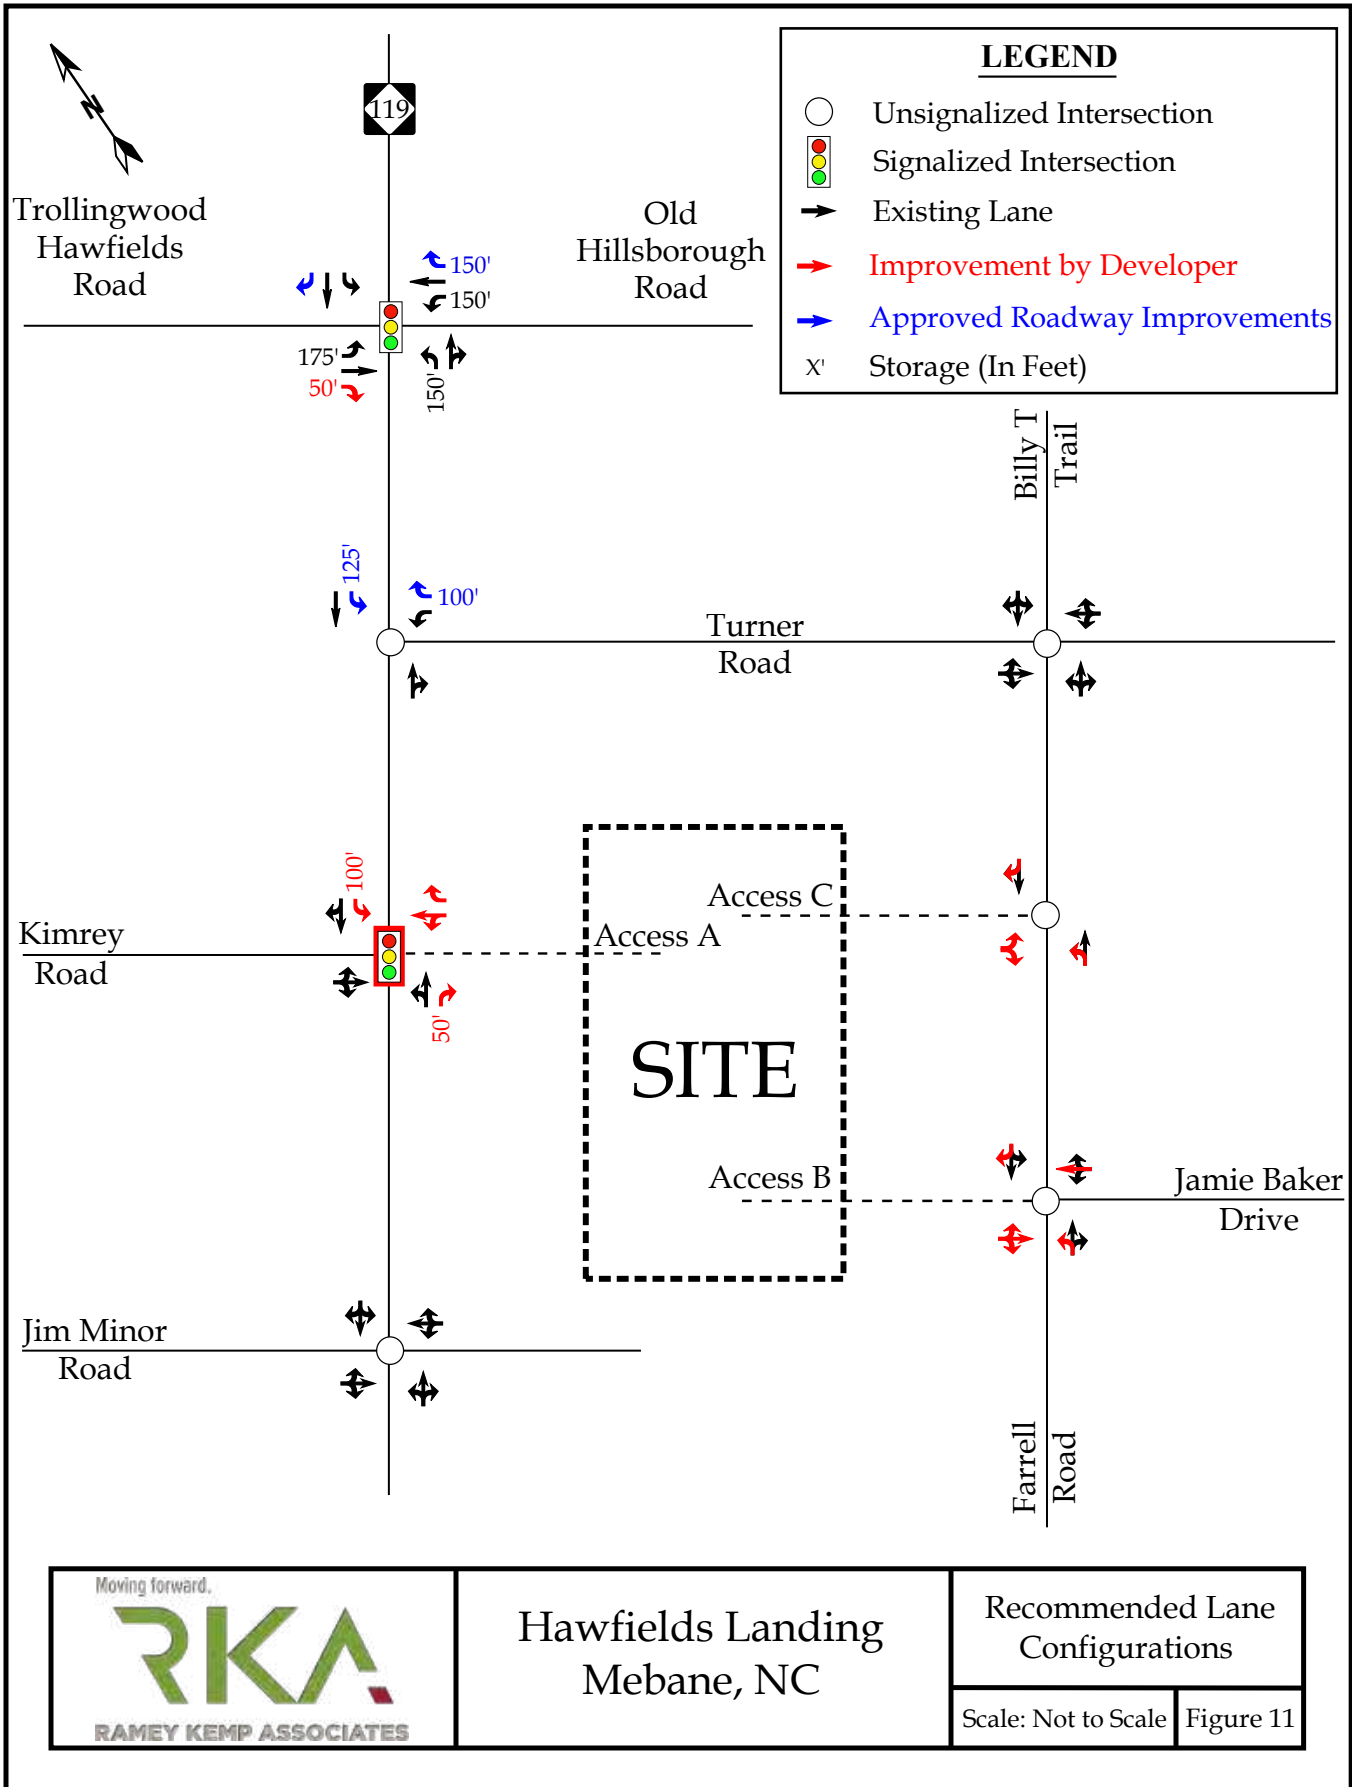 LEGEND
Unsignalized Intersection
Signalized Intersection
Existing Lane
Improvement by Developer
Approved Roadway Improvements
X' Storage (In Feet)
N
119
Trollingwood
Hawfields
Road
Old
Hillsborough
Road
150'
150'
175'
50'
150'
Billy T
Trail
125'
100'
Turner
Road
100'
Kimrey
Road
50'
Access A
Access C
SITE
Access B
Jamie Baker
Drive
Jim Minor
Road
Farrell
Road
Moving forward.
RKA
RAMEY KEMP ASSOCIATES
Hawfields Landing
Mebane, NC
Recommended Lane
Configurations
Scale: Not to Scale
Figure 11